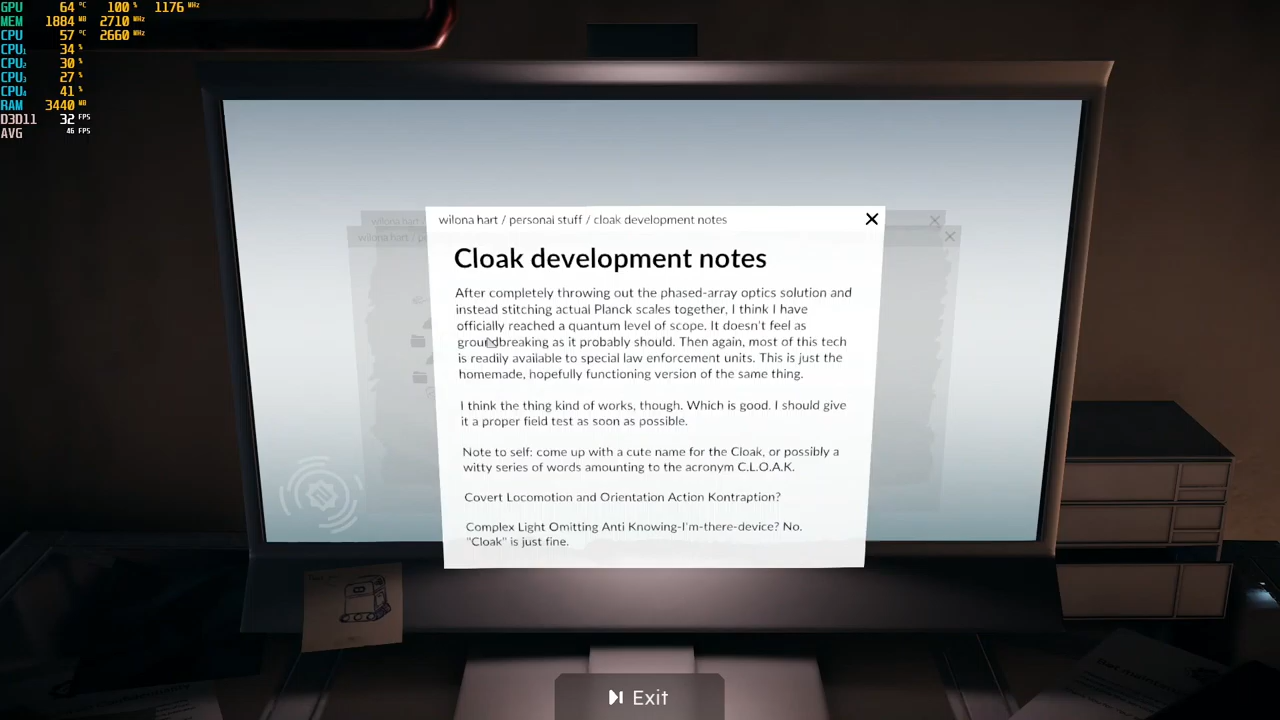 GPU 64 °C 100 % 1176 MHz
MEM 1884 MB 2710 MHz
CPU 57 °C 2660 MHz
CPU₁ 34 %
CPU₂ 30 %
CPU₃ 27 %
CPU₄ 41 %
RAM 3440 MB
D3D11 32 FPS
AVG 46 FPS
wilona hart / personal stuff / cloak development notes
Cloak development notes
After completely throwing out the phased-array optics solution and
instead stitching actual Planck scales together, I think I have
officially reached a quantum level of scope. It doesn't feel as
groundbreaking as it probably should. Then again, most of this tech
is readily available to special law enforcement units. This is just the
homemade, hopefully functioning version of the same thing.
I think the thing kind of works, though. Which is good. I should give
it a proper field test as soon as possible.
Note to self: come up with a cute name for the Cloak, or possibly a
witty series of words amounting to the acronym C.L.O.A.K.
Covert Locomotion and Orientation Action Kontraption?
Complex Light Omitting Anti Knowing-I'm-there-device? No.
"Cloak" is just fine.
wilona hart
wilona hart /
Exit